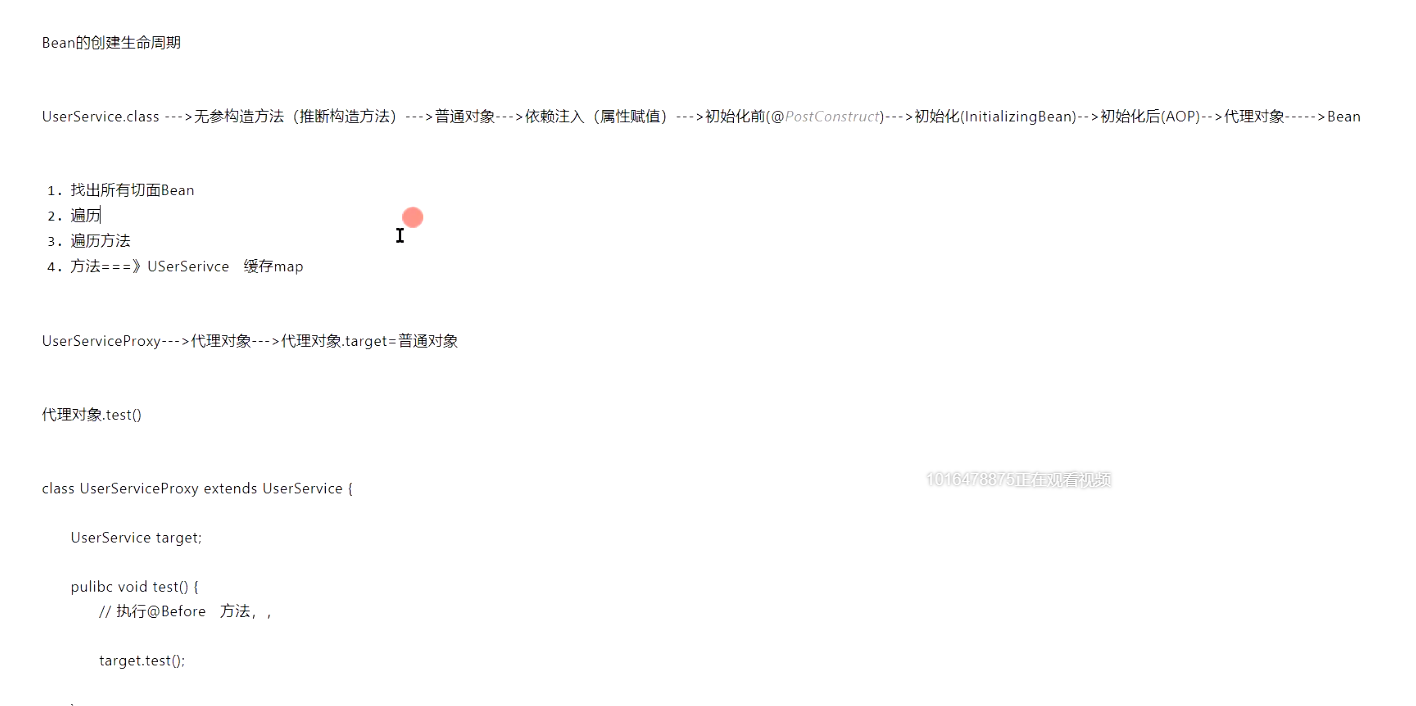 Bean的创建生命周期
UserService.class --->无参构造方法（推断构造方法）--->普通对象--->依赖注入（属性赋值）--->初始化前(@PostConstruct)--->初始化(InitializingBean)-->初始化后(AOP)-->代理对象----->Bean
1. 找出所有切面Bean
2. 遍历
3. 遍历方法
4. 方法===》USerSerivce 缓存map
UserServiceProxy--->代理对象--->代理对象.target=普通对象
代理对象.test()
1016478875正在观看视频
class UserServiceProxy extends UserService {
UserService target;
pulibc void test() {
// 执行@Before 方法，,
target.test();